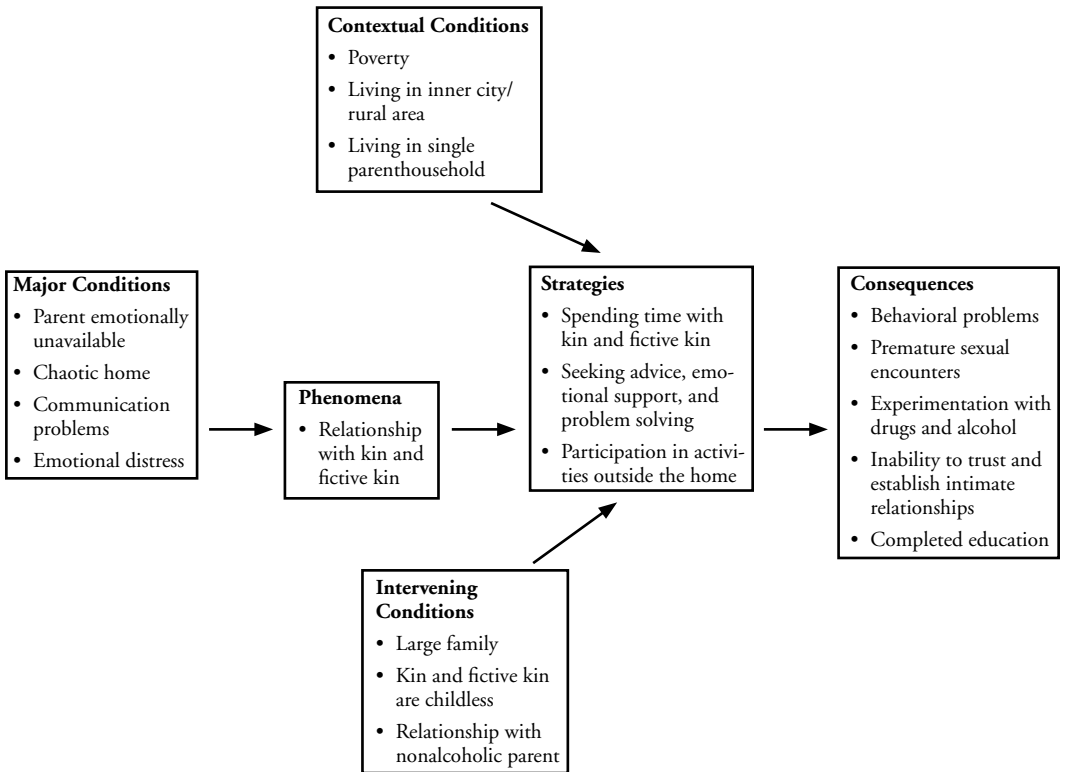 Contextual Conditions
• Poverty
• Living in inner city/
rural area
• Living in single
parenthousehold
Major Conditions
• Parent emotionally
unavailable
• Chaotic home
• Communication
problems
• Emotional distress
Phenomena
• Relationship
with kin and
fictive kin
Strategies
• Spending time with
kin and fictive kin
• Seeking advice, emo-
tional support, and
problem solving
• Participation in activi-
ties outside the home
Consequences
• Behavioral problems
• Premature sexual
encounters
• Experimentation with
drugs and alcohol
• Inability to trust and
establish intimate
relationships
• Completed education
Intervening
Conditions
• Large family
• Kin and fictive kin
are childless
• Relationship with
nonalcoholic parent